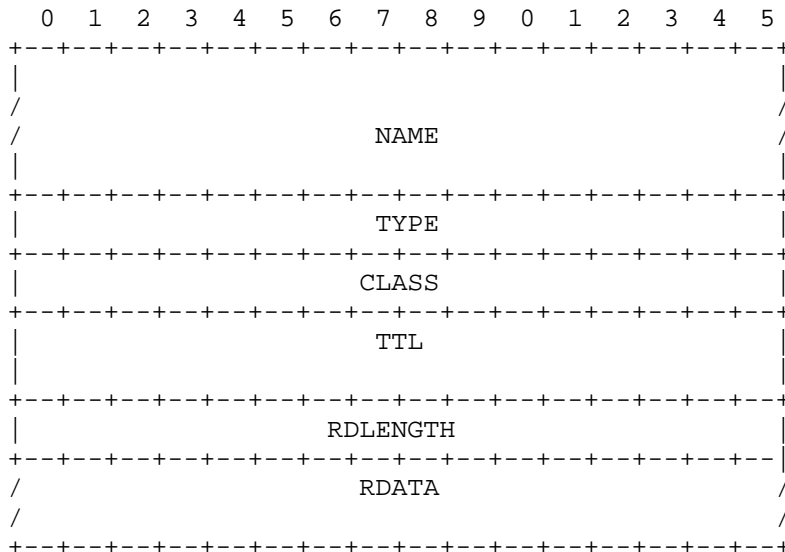 0 1 2 3 4 5 6 7 8 9 0 1 2 3 4 5
+--+--+--+--+--+--+--+--+--+--+--+--+--+--+--+--+
| |
/ /
/ NAME /
| |
+--+--+--+--+--+--+--+--+--+--+--+--+--+--+--+--+
| TYPE |
+--+--+--+--+--+--+--+--+--+--+--+--+--+--+--+--+
| CLASS |
+--+--+--+--+--+--+--+--+--+--+--+--+--+--+--+--+
| TTL |
| |
+--+--+--+--+--+--+--+--+--+--+--+--+--+--+--+--+
| RDLENGTH |
+--+--+--+--+--+--+--+--+--+--+--+--+--+--+--+--|
/ RDATA /
/ /
+--+--+--+--+--+--+--+--+--+--+--+--+--+--+--+--+